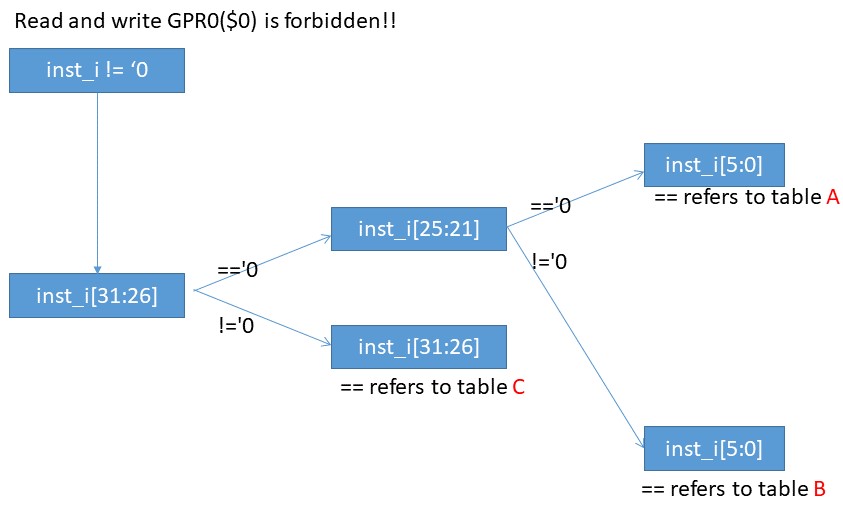 Read and write GPR0($0) is forbidden!!
inst_i != ‘0
inst_i[5:0]
== refers to table A
=='0
inst_i[25:21]
!='0
=='0
inst_i[31:26]
!='0
inst_i[31:26]
== refers to table C
inst_i[5:0]
== refers to table B